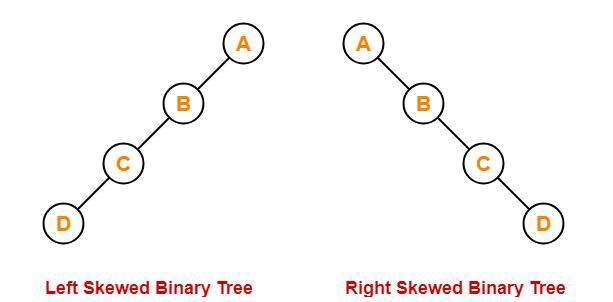 A A
B B
C C
D D
Left Skewed Binary Tree Right Skewed Binary Tree